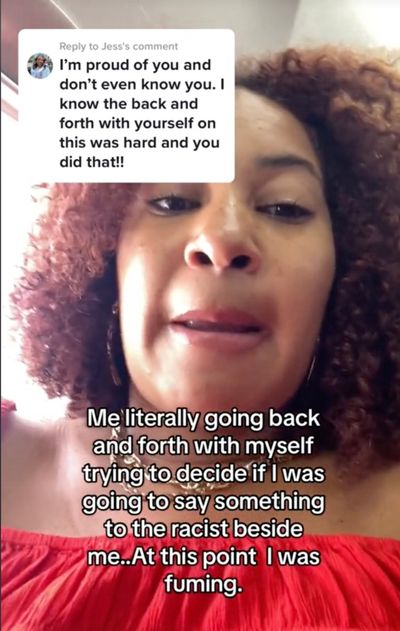 Reply to Jess's comment
I'm proud of you and
don't even know you. I
know the back and
forth with yourself on
this was hard and you
did that!!
Me literally going back
and forth with myself
trying to decide if I was
going to say something
to the racist beside
me..At this point I was
fuming.